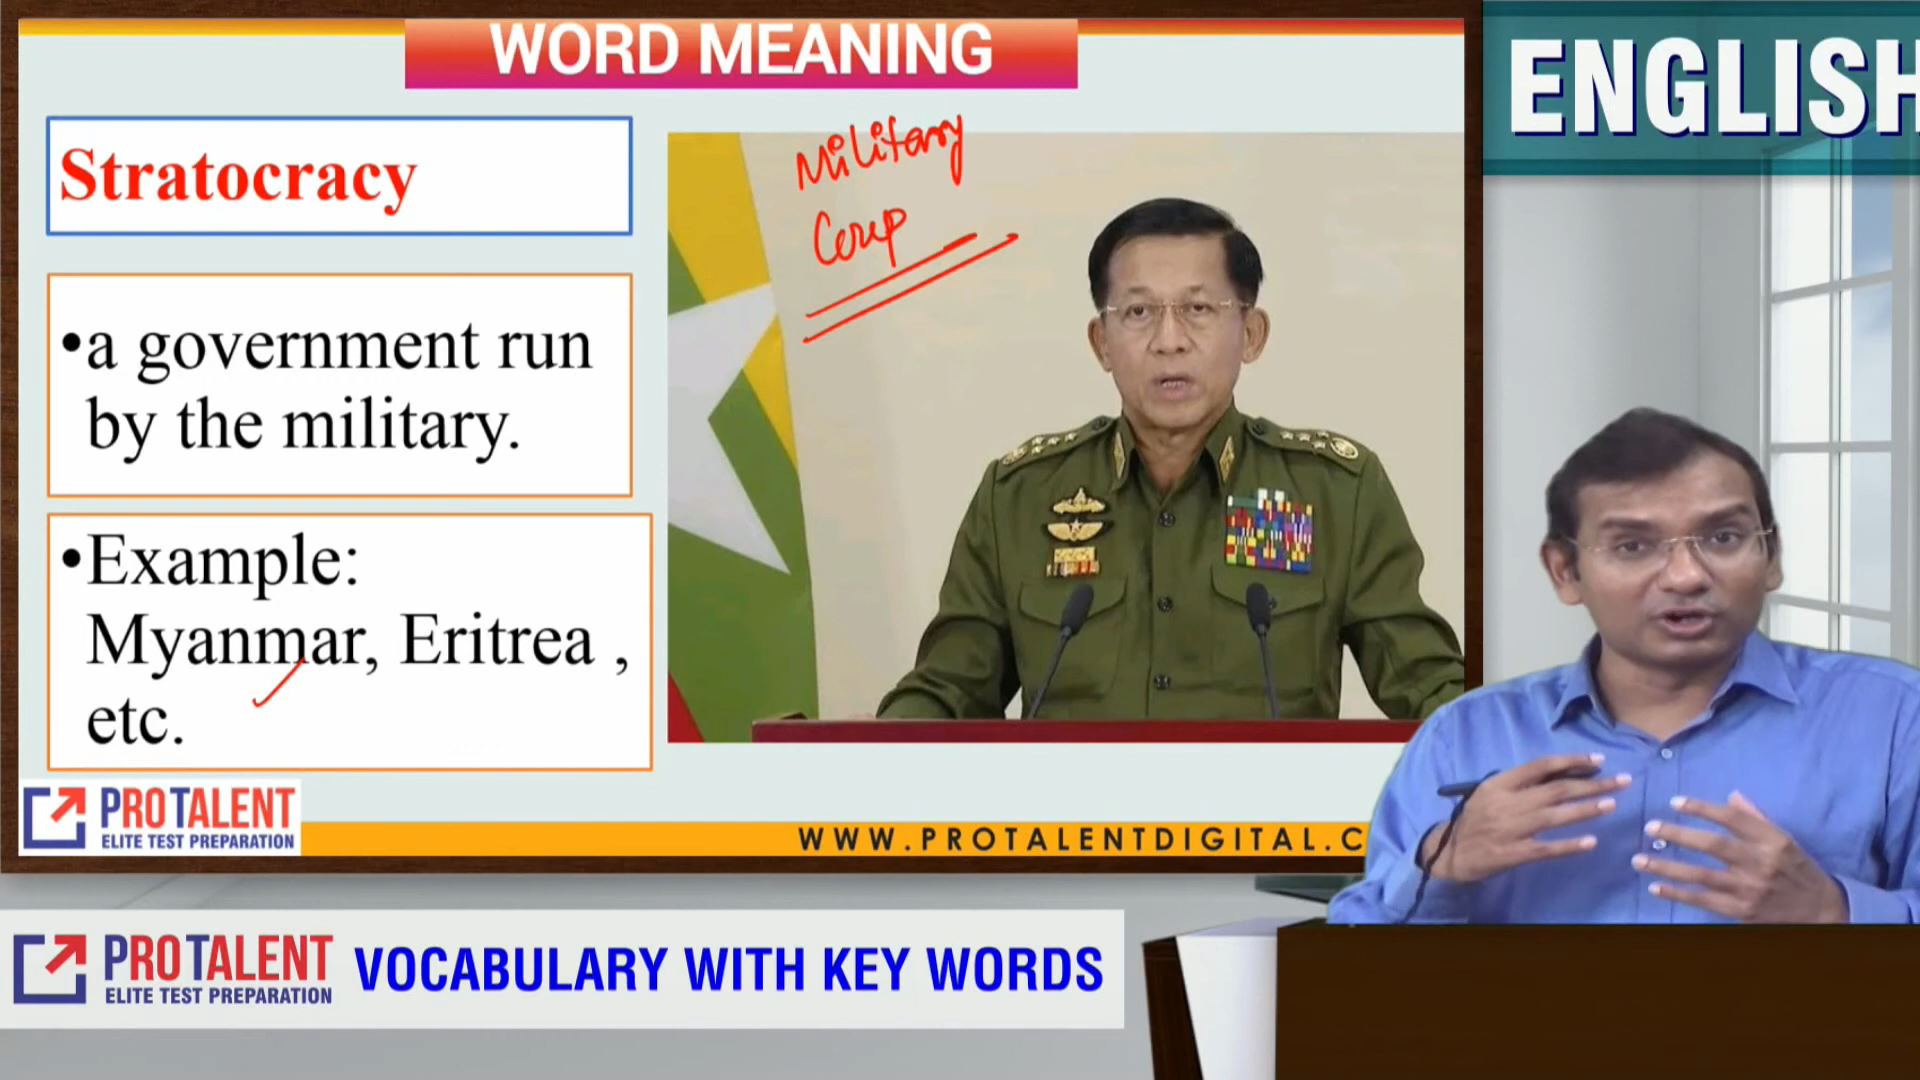 WORD MEANING
ENGLISH
Stratocracy
•a government run
by the military.
•Example:
Myanmar, Eritrea ,
etc.
Military
Coup
PROTALENT
ELITE TEST PREPARATION
WWW.PROTALENTDIGITAL.C
PROTALENT
ELITE TEST PREPARATION
VOCABULARY WITH KEY WORDS